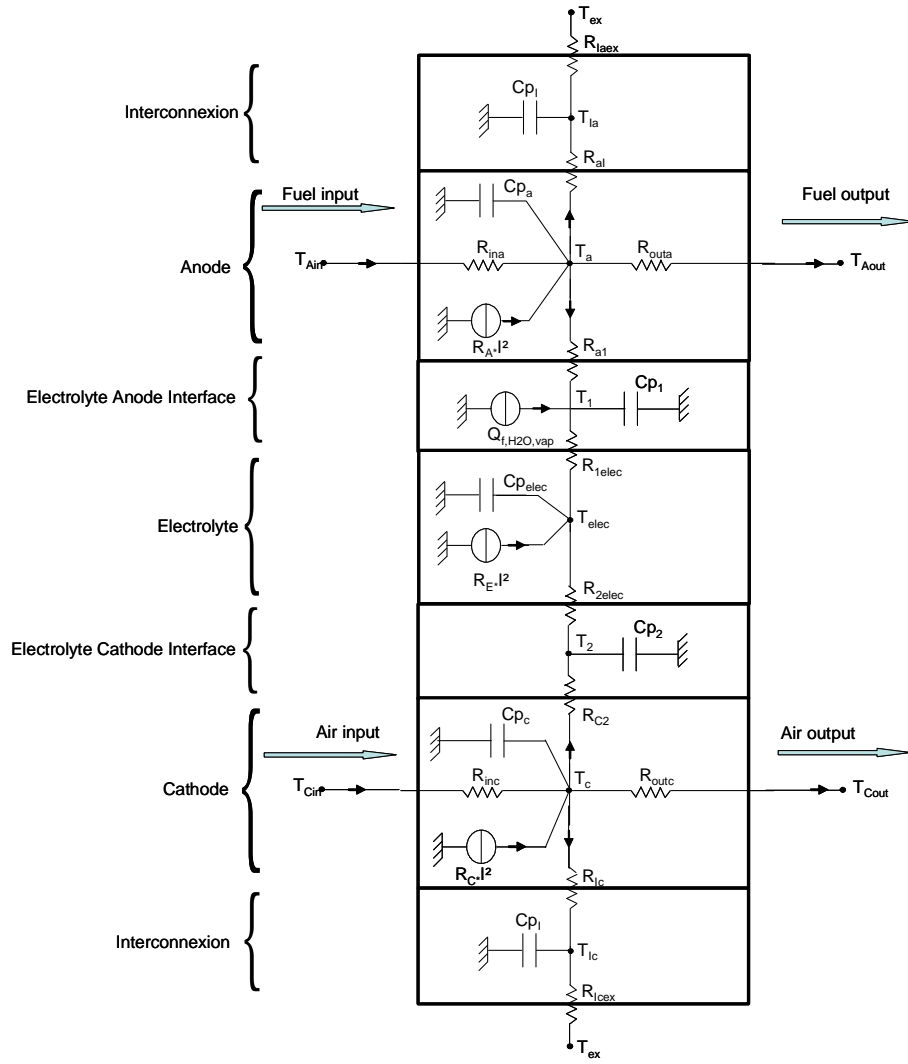 T_ex
R_Iaex
Interconnexion
Cp_I
T_Ia
R_aI
Fuel input
Cp_a
Fuel output
Anode
T_Ain
R_ina
T_a
R_outa
T_Aout
R_A*I²
R_a1
Electrolyte Anode Interface
T_1
Cp_1
Q_f,H2O,vap
R_1elec
Cp_elec
Electrolyte
T_elec
R_E*I²
R_2elec
Electrolyte Cathode Interface
T_2
Cp_2
R_C2
Air input
Cp_c
Air output
Cathode
T_Cin
R_inc
T_c
R_outc
T_Cout
R_C*I²
R_Ic
Interconnexion
Cp_I
T_Ic
R_Icex
T_ex